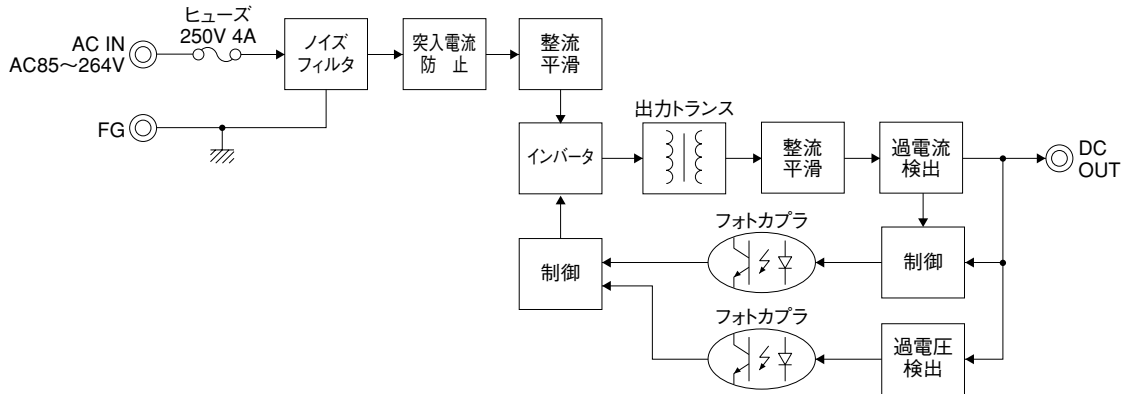 ヒューズ
250V 4A
AC IN
AC85～264V
ノイズ
フィルタ
突入電流
防 止
整流
平滑
FG
インバータ
出力トランス
整流
平滑
過電流
検出
DC
OUT
フォトカプラ
制御
制御
フォトカプラ
過電圧
検出